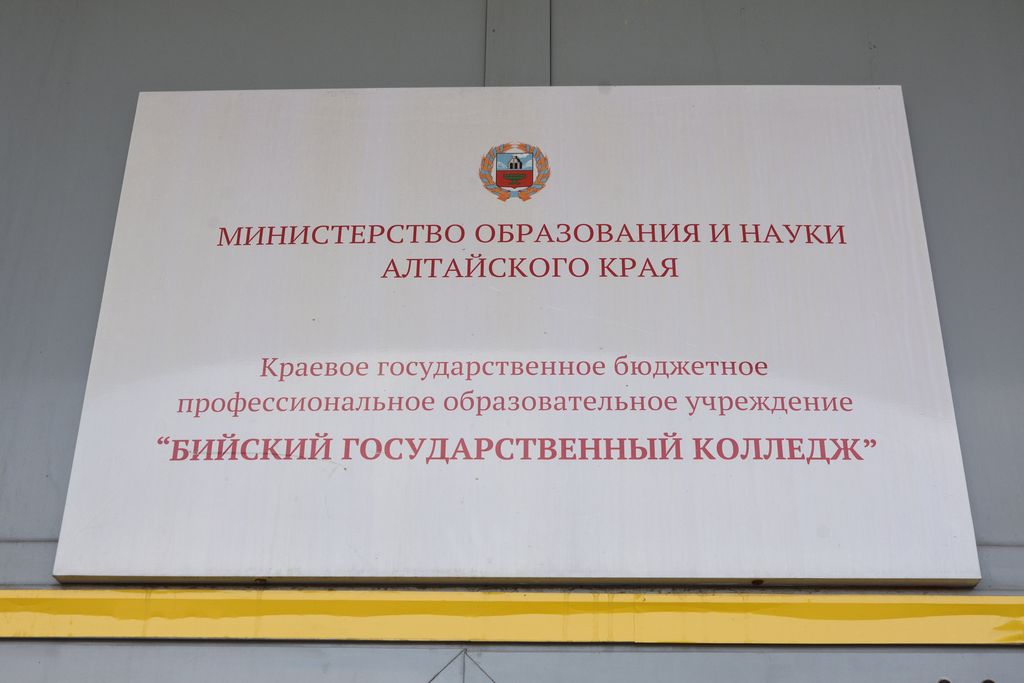 МИНИСТЕРСТВО ОБРАЗОВАНИЯ И НАУКИ
АЛТАЙСКОГО КРАЯ
Краевое государственное бюджетное
профессиональное образовательное учреждение
“БИЙСКИЙ ГОСУДАРСТВЕННЫЙ КОЛЛЕДЖ”